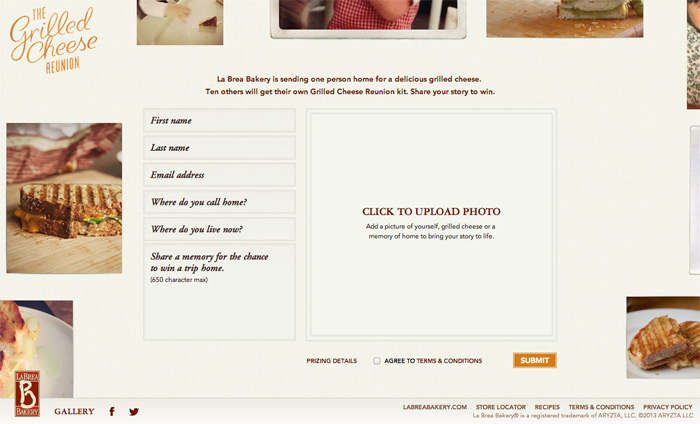 THE
Grilled
Cheese
REUNION
La Brea Bakery is sending one person home for a delicious grilled cheese.
Ten others will get their own Grilled Cheese Reunion kit. Share your story to win.
First name
Last name
Email address
Where do you call home?
Where do you live now?
Share a memory for the chance
to win a trip home.
(650 character max)
CLICK TO UPLOAD PHOTO
Add a picture of yourself, grilled cheese or a
memory of home to bring your story to life.
PRIZING DETAILS
AGREE TO TERMS & CONDITIONS
SUBMIT
LA BREA
B
BAKERY
GALLERY
LABREABAKERY.COM STORE LOCATOR RECIPES TERMS & CONDITIONS PRIVACY POLICY
La Brea Bakery® is a registered trademark of ARYZTA, LLC. ©2013 ARYZTA LLC